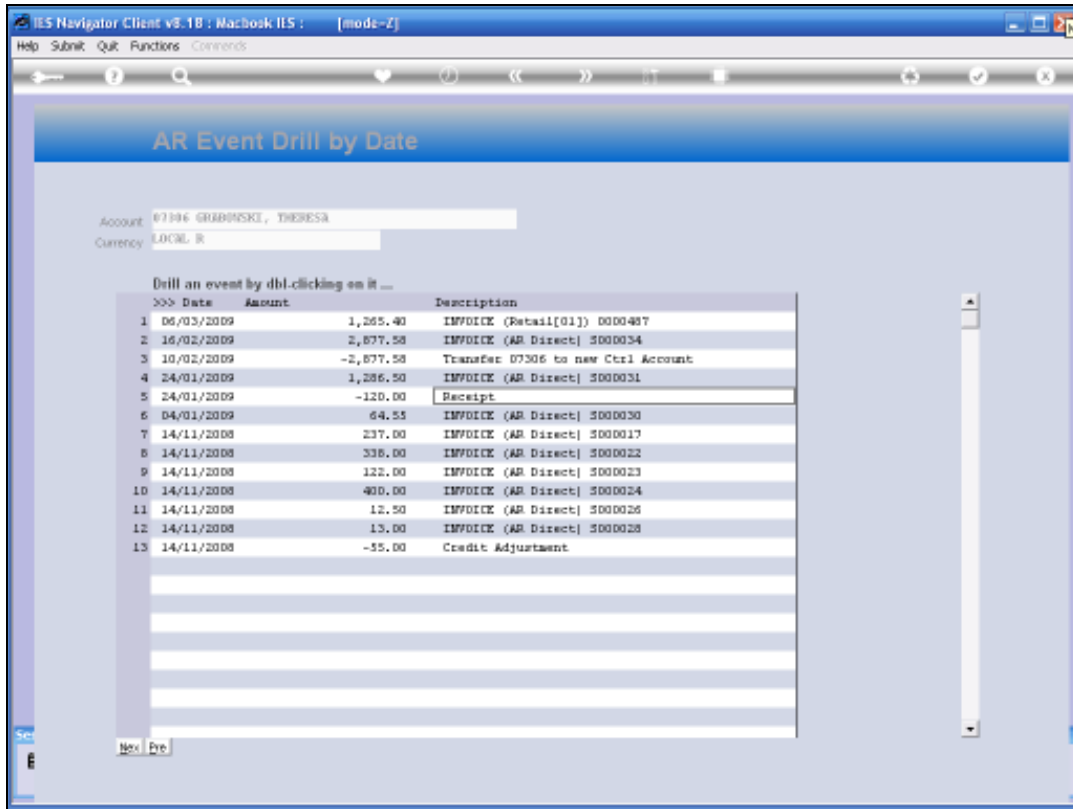 IES Navigator Client v8.1B : Macbook IES : [mode=Z]
Help Submit Quit Functions Commends
AR Event Drill by Date
Account 07306 GRABONSKI, THERESA
Currency LOCAL R
Drill an event by dbl-clicking on it ....
>>> Date Amount Description
1 06/03/2009 1,265.40 INVOICE (Retail[01]) 0000487
2 16/02/2009 2,877.58 INVOICE (AR Direct) S000034
3 10/02/2009 -2,877.58 Transfer 07306 to new Ctrl Account
4 24/01/2009 1,286.50 INVOICE (AR Direct) S000031
5 24/01/2009 -120.00 Receipt
6 04/01/2009 64.55 INVOICE (AR Direct) S000030
7 14/11/2008 237.00 INVOICE (AR Direct) S000017
8 14/11/2008 338.00 INVOICE (AR Direct) S000022
9 14/11/2008 122.00 INVOICE (AR Direct) S000023
10 14/11/2008 400.00 INVOICE (AR Direct) S000024
11 14/11/2008 12.50 INVOICE (AR Direct) S000026
12 14/11/2008 13.00 INVOICE (AR Direct) S000028
13 14/11/2008 -55.00 Credit Adjustment
Nex Pre